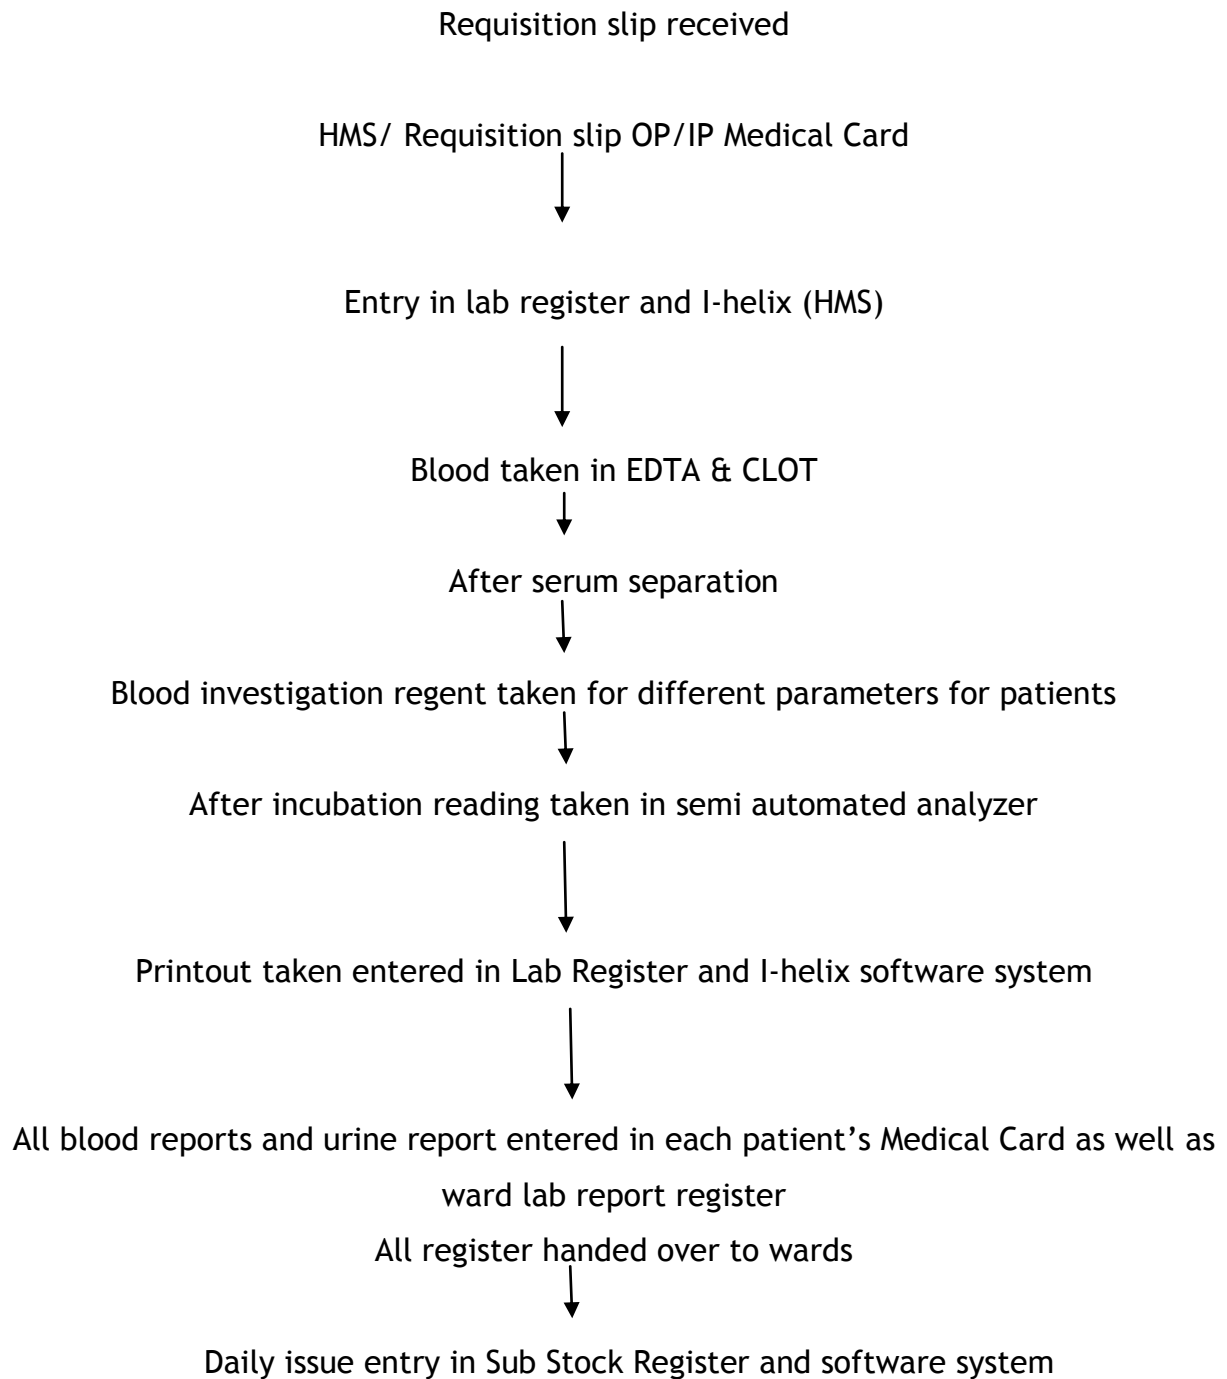 Requisition slip received
HMS/ Requisition slip OP/IP Medical Card
Entry in lab register and I-helix (HMS)
Blood taken in EDTA & CLOT
After serum separation
Blood investigation regent taken for different parameters for patients
After incubation reading taken in semi automated analyzer
Printout taken entered in Lab Register and I-helix software system
All blood reports and urine report entered in each patient’s Medical Card as well as
ward lab report register
All register handed over to wards
Daily issue entry in Sub Stock Register and software system